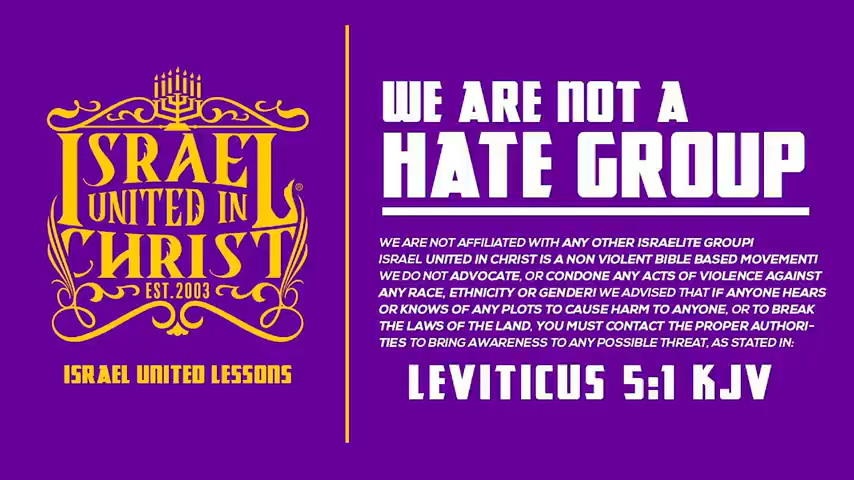 ISRAEL
UNITED IN
CHRIST
®
EST. 2003
ISRAEL UNITED LESSONS
WE ARE NOT A
HATE GROUP
WE ARE NOT AFFILIATED WITH ANY OTHER ISRAELITE GROUP!
ISRAEL UNITED IN CHRIST IS A NON VIOLENT BIBLE BASED MOVEMENT!
WE DO NOT ADVOCATE, OR CONDONE ANY ACTS OF VIOLENCE AGAINST
ANY RACE, ETHNICITY OR GENDER! WE ADVISED THAT IF ANYONE HEARS
OR KNOWS OF ANY PLOTS TO CAUSE HARM TO ANYONE, OR TO BREAK
THE LAWS OF THE LAND, YOU MUST CONTACT THE PROPER AUTHORI-
TIES TO BRING AWARENESS TO ANY POSSIBLE THREAT, AS STATED IN:
LEVITICUS 5:1 KJV